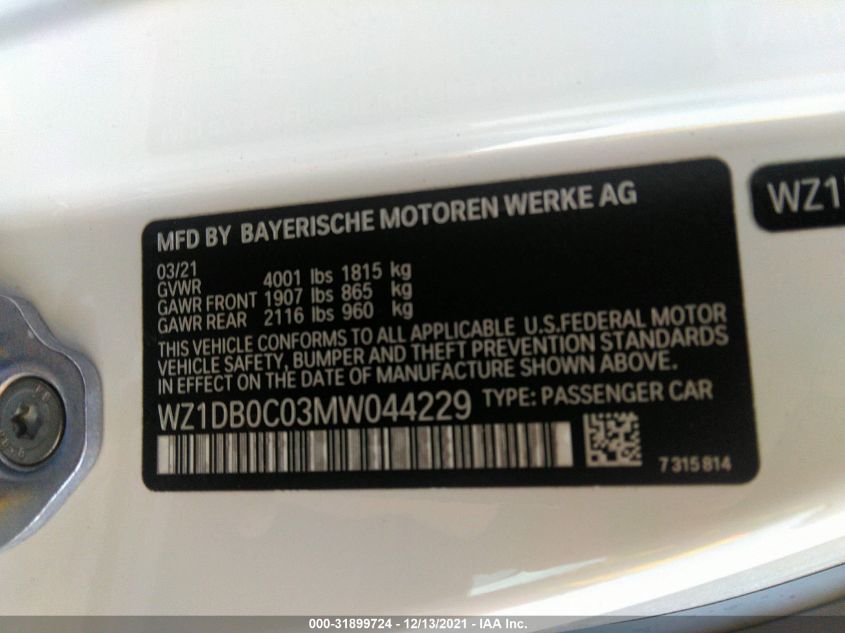 MFD BY BAYERISCHE MOTOREN WERKE AG
WZ1
03/21
GVWR 4001 lbs 1815 kg
GAWR FRONT 1907 lbs 865 kg
GAWR REAR 2116 lbs 960 kg
THIS VEHICLE CONFORMS TO ALL APPLICABLE U.S.FEDERAL MOTOR
VEHICLE SAFETY, BUMPER AND THEFT PREVENTION STANDARDS
IN EFFECT ON THE DATE OF MANUFACTURE SHOWN ABOVE.
WZ1DB0C03MW044229 TYPE: PASSENGER CAR
7315814
000-31899724 - 12/13/2021 - IAA Inc.